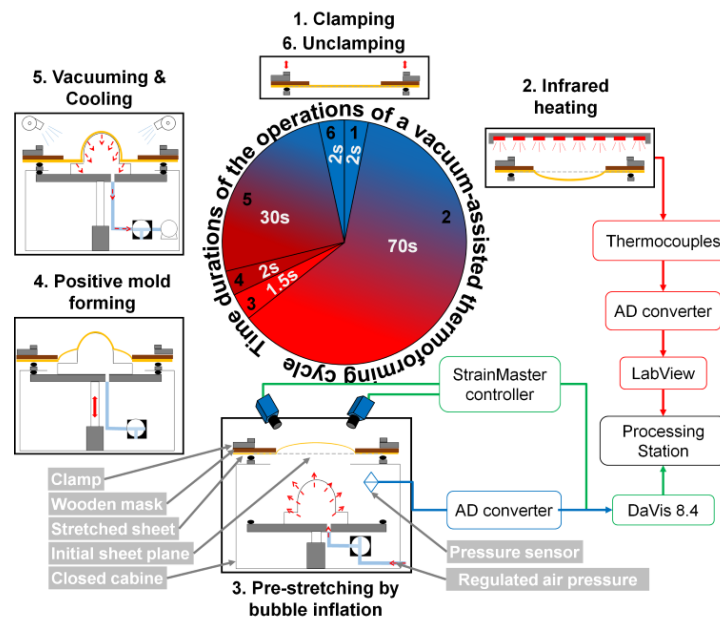 1. Clamping
6. Unclamping
5. Vacuuming &
Cooling
2. Infrared
heating
Time durations of the operations of a vacuum-assisted thermoforming cycle
6
2s
1
2s
5
30s
2
70s
4
2s
3
1.5s
4. Positive mold
forming
Thermocouples
AD converter
LabView
Processing
Station
StrainMaster
controller
Clamp
Wooden mask
Stretched sheet
Initial sheet plane
Closed cabine
AD converter
DaVis 8.4
Pressure sensor
Regulated air pressure
3. Pre-stretching by
bubble inflation